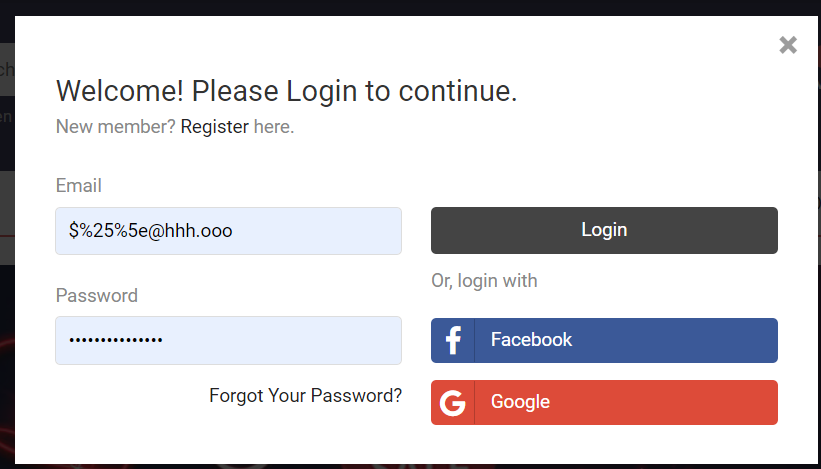 Welcome! Please Login to continue.
New member? Register here.
Email
$%25%5e@hhh.ooo
Login
Or, login with
Password
•••••••••••••••
Facebook
Forgot Your Password?
Google